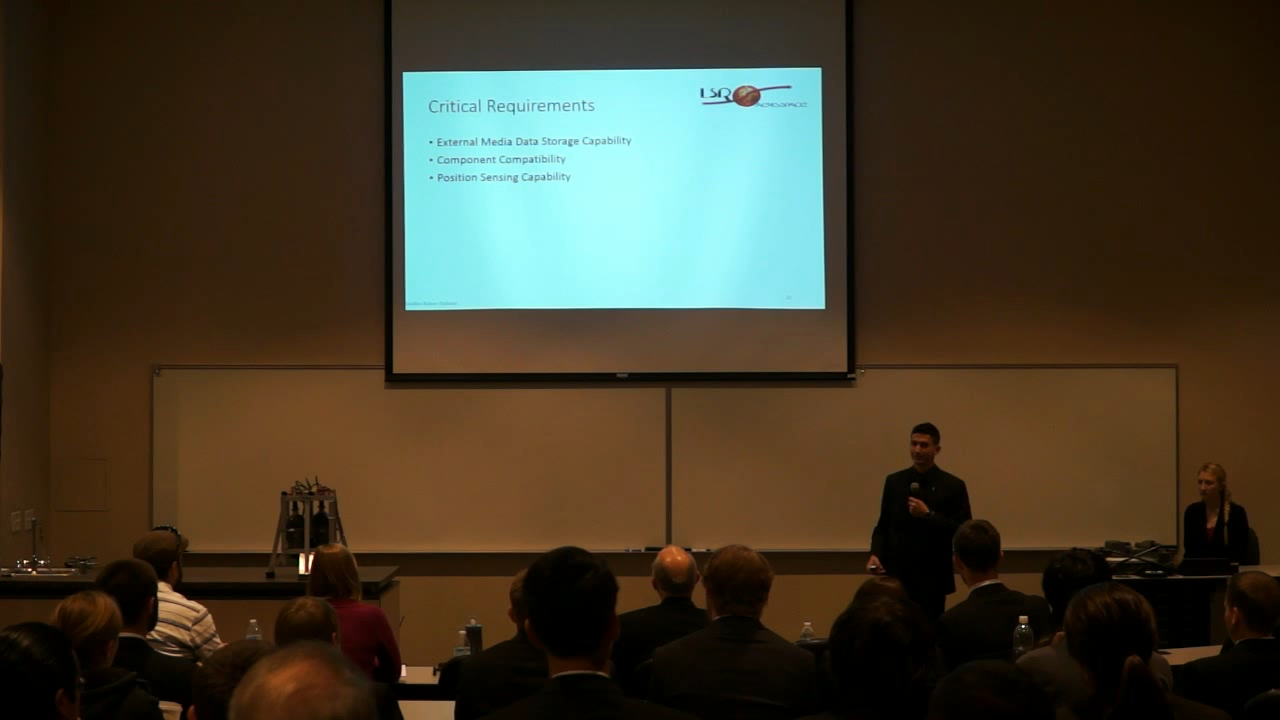 Critical Requirements
LSR
AEROSPACE
• External Media Data Storage Capability
• Component Compatibility
• Position Sensing Capability